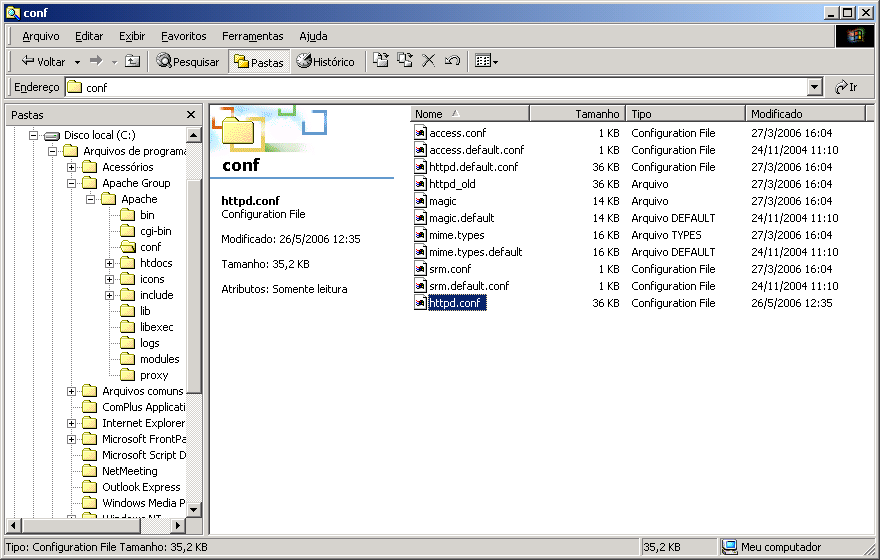 conf
Arquivo Editar Exibir Favoritos Ferramentas Ajuda
Voltar Pesquisar Pastas Histórico
Endereço conf Ir
Pastas
Disco local (C:)
Arquivos de programa
Acessórios
Apache Group
Apache
bin
cgi-bin
conf
htdocs
icons
include
lib
libexec
logs
modules
proxy
Arquivos comuns
ComPlus Applicati
Internet Explorer
Microsoft FrontPa
Microsoft Script D
NetMeeting
Outlook Express
Windows Media P
Windows NT
conf
httpd.conf
Configuration File
Modificado: 26/5/2006 12:35
Tamanho: 35,2 KB
Atributos: Somente leitura
Nome Tamanho Tipo Modificado
access.conf 1 KB Configuration File 27/3/2006 16:04
access.default.conf 1 KB Configuration File 24/11/2004 11:10
httpd.default.conf 36 KB Configuration File 27/3/2006 16:04
httpd_old 36 KB Arquivo 27/3/2006 16:04
magic 14 KB Arquivo 27/3/2006 16:04
magic.default 14 KB Arquivo DEFAULT 24/11/2004 11:10
mime.types 16 KB Arquivo TYPES 27/3/2006 16:04
mime.types.default 16 KB Arquivo DEFAULT 24/11/2004 11:10
srm.conf 1 KB Configuration File 27/3/2006 16:04
srm.default.conf 1 KB Configuration File 24/11/2004 11:10
httpd.conf 36 KB Configuration File 26/5/2006 12:35
Tipo: Configuration File Tamanho: 35,2 KB 35,2 KB Meu computador